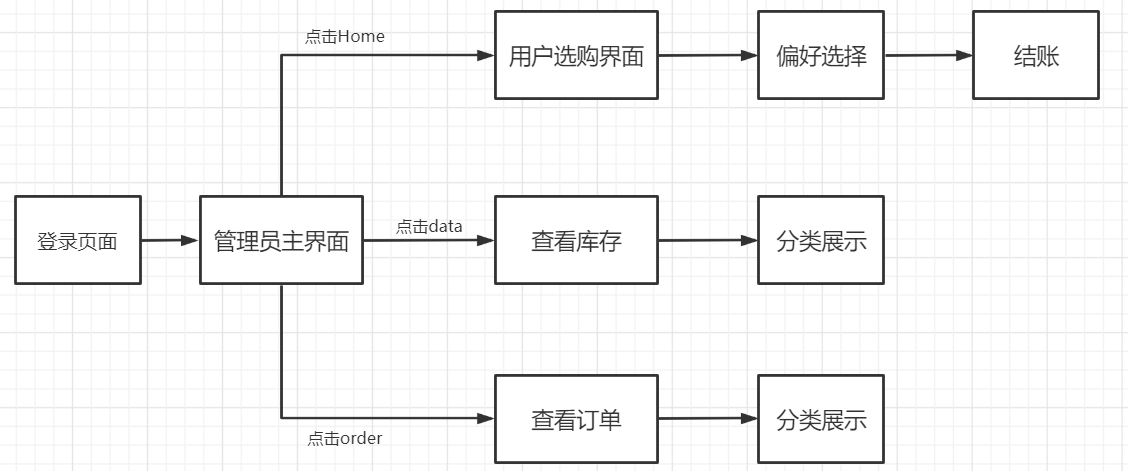 点击Home
用户选购界面
偏好选择
结账
登录页面
管理员主界面
点击data
查看库存
分类展示
点击order
查看订单
分类展示